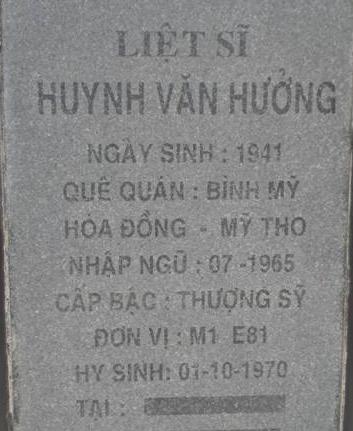 LIỆT SĨ
HUỲNH VĂN HƯỞNG
NGÀY SINH : 1941
QUÊ QUÁN : BÌNH MỸ
HÒA ĐỒNG - MỸ THO
NHẬP NGŨ : 07 -1965
CẤP BẬC : THƯỢNG SỸ
ĐƠN VỊ : M1 E81
HY SINH: 01-10-1970
TẠI :